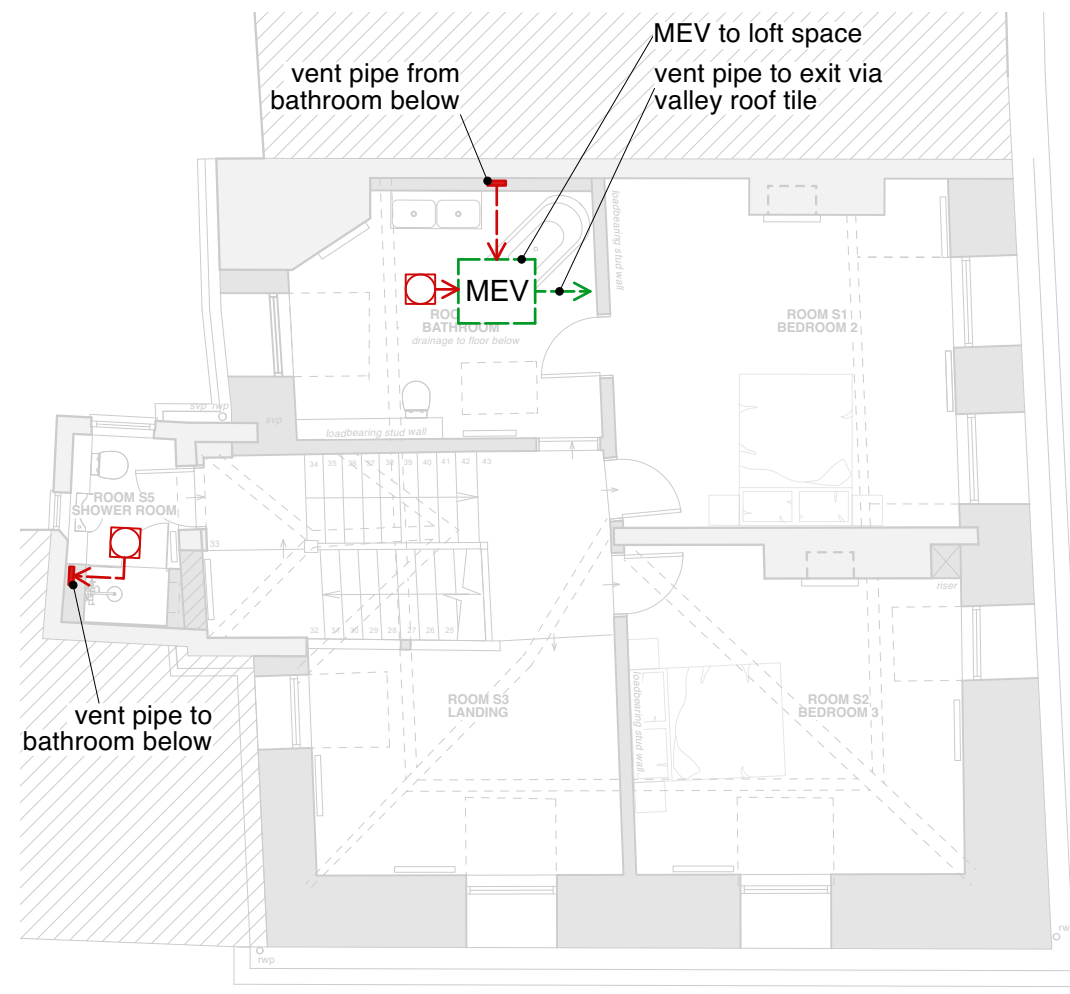 MEV to loft space
vent pipe from
bathroom below
vent pipe to exit via
valley roof tile
loadbearing stud wall
MEV
BATHROOM
drainage to floor below
ROOM S1
BEDROOM 2
svp rwp
svp
loadbearing stud wall
34 35 36 37 38 39 40 41 42 43
ROOM S5
SHOWER ROOM
33
riser
32 31 30 29 28 27 26 25
ROOM S3
LANDING
loadbearing stud wall
ROOM S2
BEDROOM 3
vent pipe to
bathroom below
rwp